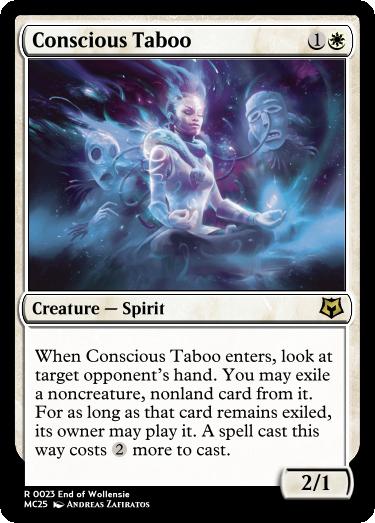 Conscious Taboo 1
Creature — Spirit
When Conscious Taboo enters, look at
target opponent's hand. You may exile
a noncreature, nonland card from it.
For as long as that card remains exiled,
its owner may play it. A spell cast this
way costs 2 more to cast.
2/1
R 0023 End of Wollensie
MC25 Andreas Zafiratos